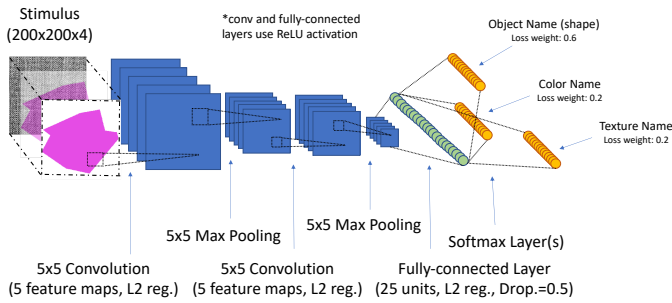 Stimulus
(200x200x4)
*conv and fully-connected
layers use ReLU activation
Object Name (shape)
Loss weight: 0.6
Color Name
Loss weight: 0.2
Texture Name
Loss weight: 0.2
5x5 Max Pooling
5x5 Max Pooling
Softmax Layer(s)
5x5 Convolution
(5 feature maps, L2 reg.)
5x5 Convolution
(5 feature maps, L2 reg.)
Fully-connected Layer
(25 units, L2 reg., Drop.=0.5)